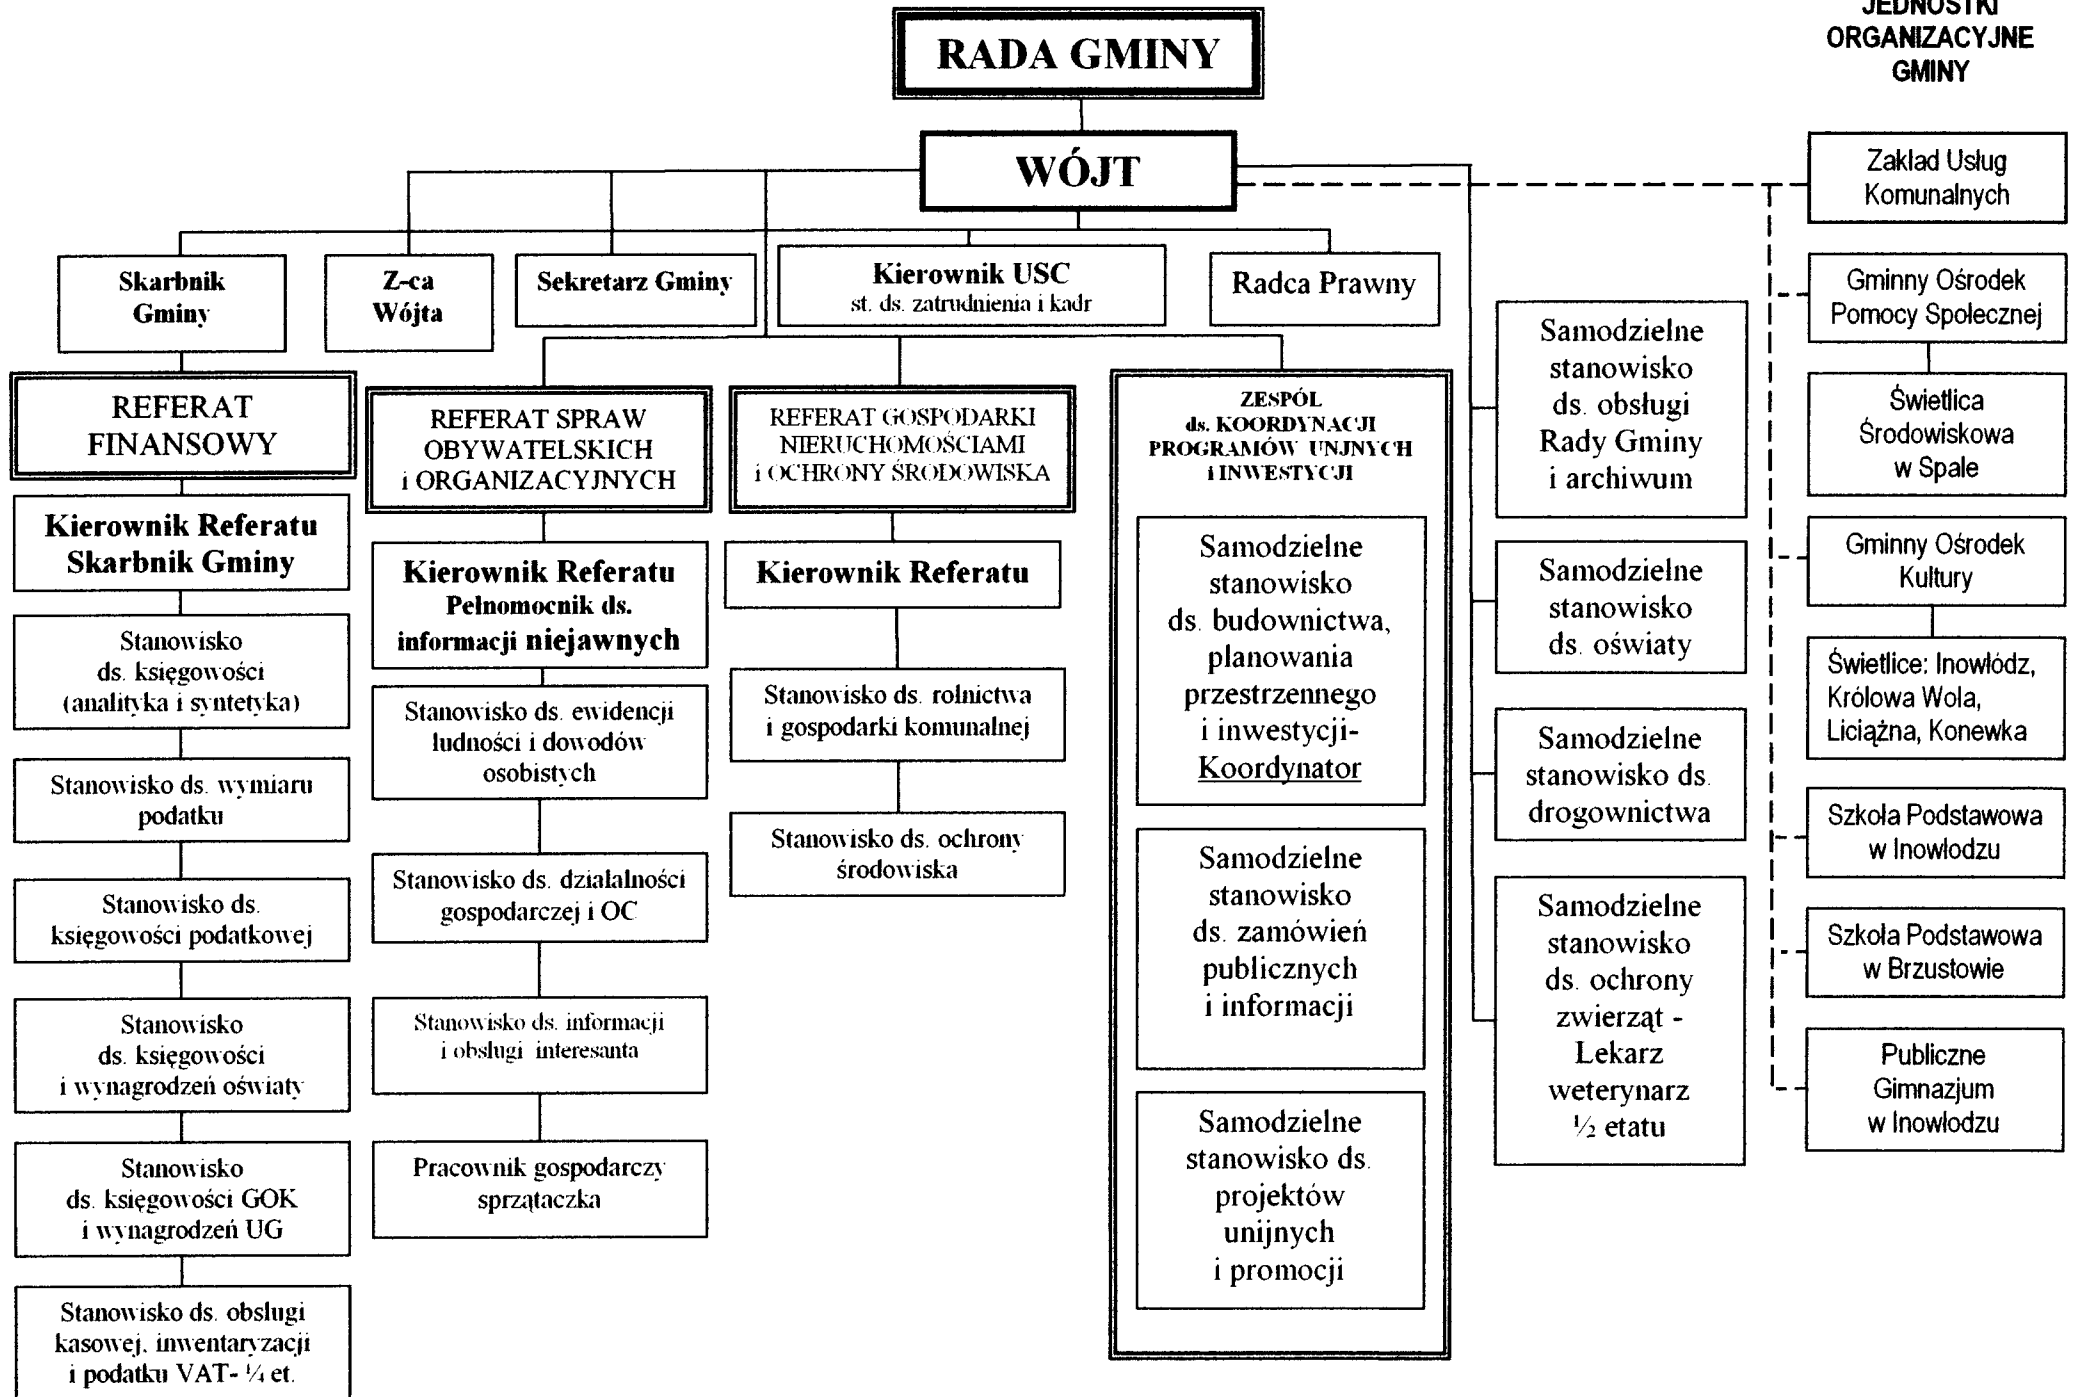 RADA GMINY
WÓJT
Skarbnik
Gminy
Z-ca
Wójta
Sekretarz Gminy
Kierownik USC
st. ds. zatrudnienia i kadr
Radca Prawny
REFERAT
FINANSOWY
Kierownik Referatu
Skarbnik Gminy
Stanowisko
ds. księgowości
(analityka i syntetyka)
Stanowisko ds. wymiaru
podatku
Stanowisko ds.
księgowości podatkowej
Stanowisko
ds. księgowości
i wynagrodzeń oświaty
Stanowisko
ds. księgowości GOK
i wynagrodzeń UG
Stanowisko ds. obsługi
kasowej, inwentaryzacji
i podatku VAT- ¼ et.
REFERAT SPRAW
OBYWATELSKICH
i ORGANIZACYJNYCH
Kierownik Referatu
Pełnomocnik ds.
informacji niejawnych
Stanowisko ds. ewidencji
ludności i dowodów
osobistych
Stanowisko ds. działalności
gospodarczej i OC
Stanowisko ds. informacji
i obsługi interesanta
Pracownik gospodarczy
sprzątaczka
REFERAT GOSPODARKI
NIERUCHOMOŚCIAMI
i OCHRONY ŚRODOWISKA
Kierownik Referatu
Stanowisko ds. rolnictwa
i gospodarki komunalnej
Stanowisko ds. ochrony
środowiska
ZESPÓŁ
ds. KOORDYNACJI
PROGRAMÓW UNJNYCH
i INWESTYCJI
Samodzielne
stanowisko
ds. budownictwa,
planowania
przestrzennego
i inwestycji-
Koordynator
Samodzielne
stanowisko
ds. zamówień
publicznych
i informacji
Samodzielne
stanowisko ds.
projektów
unijnych
i promocji
Samodzielne
stanowisko
ds. obsługi
Rady Gminy
i archiwum
Samodzielne
stanowisko
ds. oświaty
Samodzielne
stanowisko ds.
drogownictwa
Samodzielne
stanowisko
ds. ochrony
zwierząt -
Lekarz
weterynarz
½ etatu
JEDNOSTKI
ORGANIZACYJNE
GMINY
Zakład Usług
Komunalnych
Gminny Ośrodek
Pomocy Społecznej
Świetlica
Środowiskowa
w Spale
Gminny Ośrodek
Kultury
Świetlice: Inowłódz,
Królowa Wola,
Liciążna, Konewka
Szkoła Podstawowa
w Inowłodzu
Szkoła Podstawowa
w Brzustowie
Publiczne
Gimnazjum
w Inowłodzu